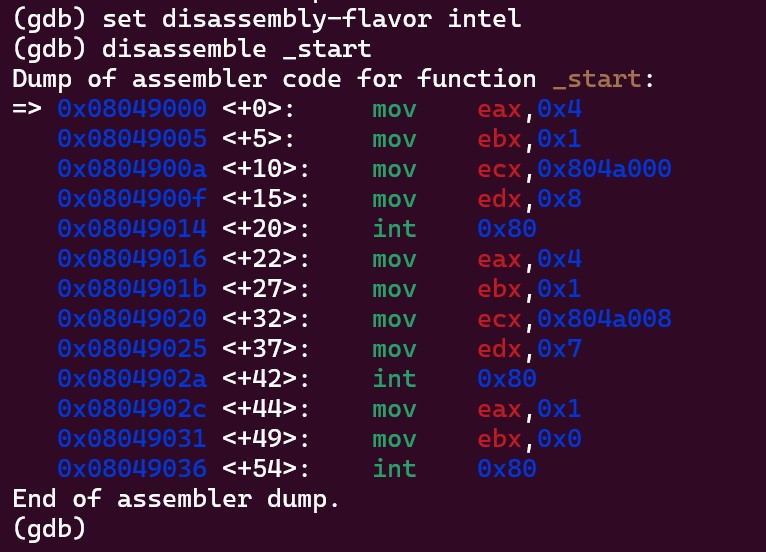 (gdb) set disassembly-flavor intel
(gdb) disassemble _start
Dump of assembler code for function _start:
=> 0x08049000 <+0>:     mov    eax,0x4
   0x08049005 <+5>:     mov    ebx,0x1
   0x0804900a <+10>:    mov    ecx,0x804a000
   0x0804900f <+15>:    mov    edx,0x8
   0x08049014 <+20>:    int    0x80
   0x08049016 <+22>:    mov    eax,0x4
   0x0804901b <+27>:    mov    ebx,0x1
   0x08049020 <+32>:    mov    ecx,0x804a008
   0x08049025 <+37>:    mov    edx,0x7
   0x0804902a <+42>:    int    0x80
   0x0804902c <+44>:    mov    eax,0x1
   0x08049031 <+49>:    mov    ebx,0x0
   0x08049036 <+54>:    int    0x80
End of assembler dump.
(gdb)